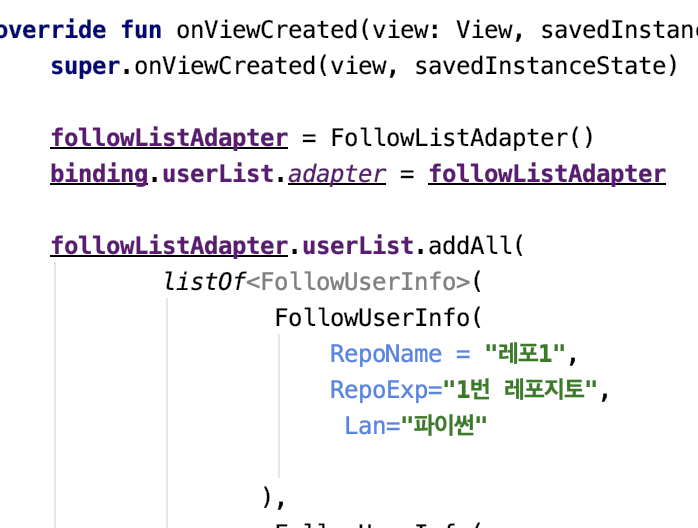 override fun onViewCreated(view: View, savedInstanc
super.onViewCreated(view, savedInstanceState)
followListAdapter = FollowListAdapter()
binding.userList.adapter = followListAdapter
followListAdapter.userList.addAll(
listOf<FollowUserInfo>(
FollowUserInfo(
RepoName = "레포1",
RepoExp="1번 레포지토",
Lan="파이썬"
),
FollowUserInfo(